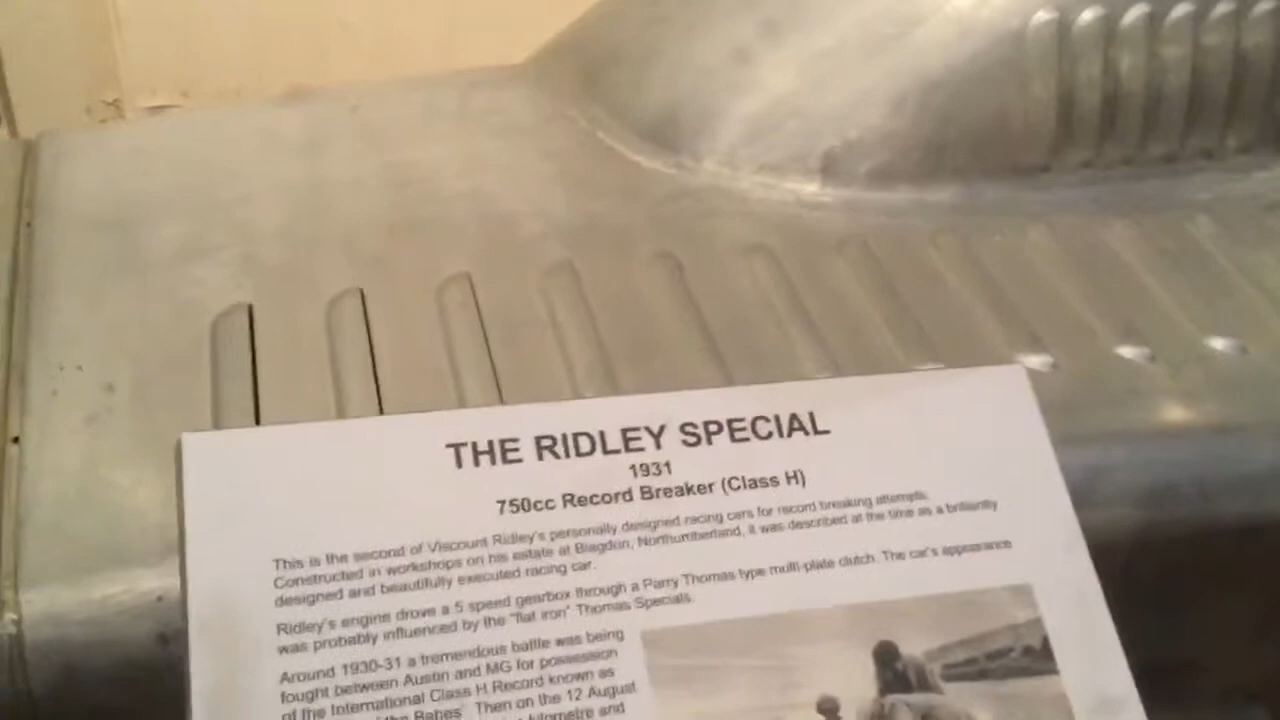 THE RIDLEY SPECIAL
1931
750cc Record Breaker (Class H)
This is the second of Viscount Ridley's personally designed racing cars for record breaking attempts.
Constructed in workshops on his estate at Blagdon, Northumberland, it was described at the time as a brilliantly
designed and beautifully executed racing car.
Ridley's engine drove a 5 speed gearbox through a Parry Thomas type multi-plate clutch. The car's appearance
was probably influenced by the "flat iron" Thomas Specials.
Around 1930-31 a tremendous battle was being
fought between Austin and MG for possession
of the International Class H Record known as
the Babes'. Then on the 12 August
kilometre and